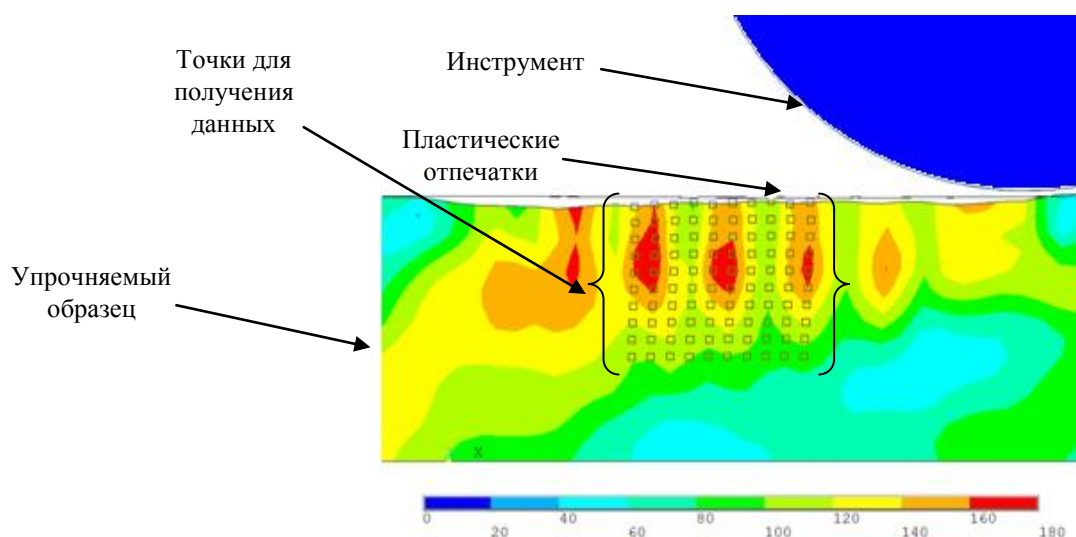 Точки для
получения
данных
Инструмент
Пластические
отпечатки
Упрочняемый
образец
X
0 20 40 60 80 100 120 140 160 180